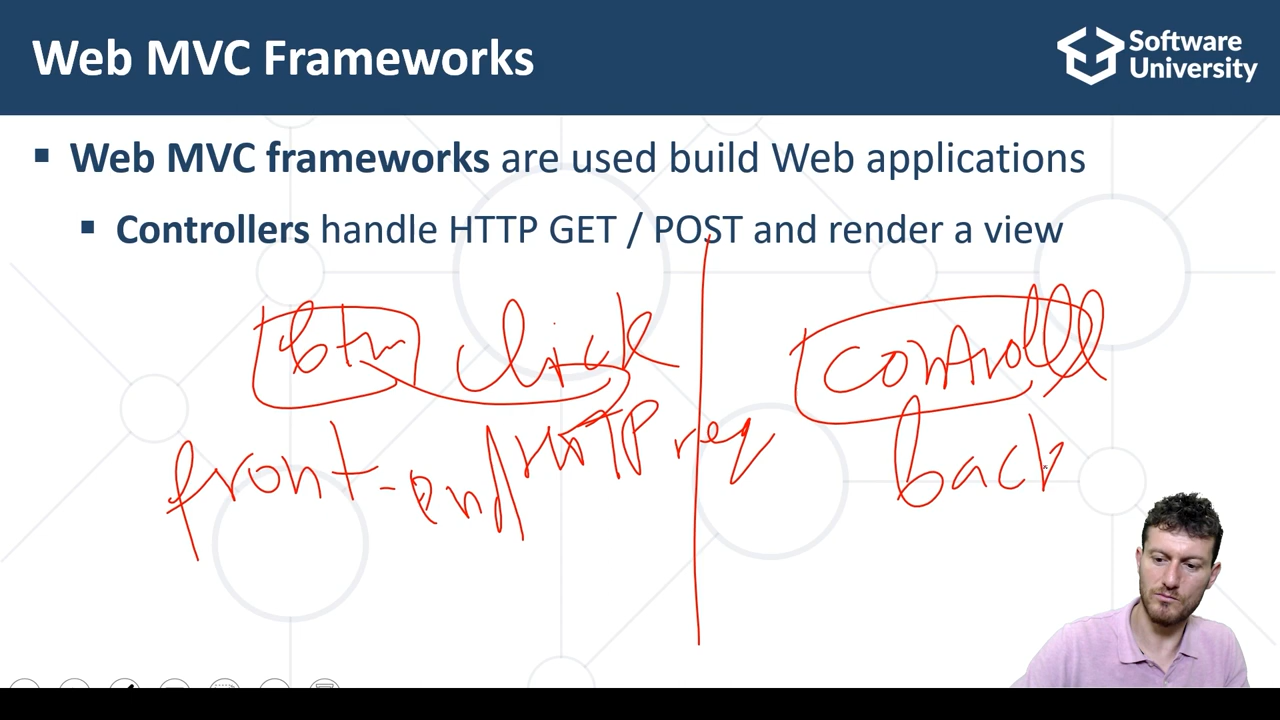 Web MVC Frameworks
Software
University
Web MVC frameworks are used build Web applications
Controllers handle HTTP GET / POST and render a view
btn click
controlll
front-end HTTP req
back